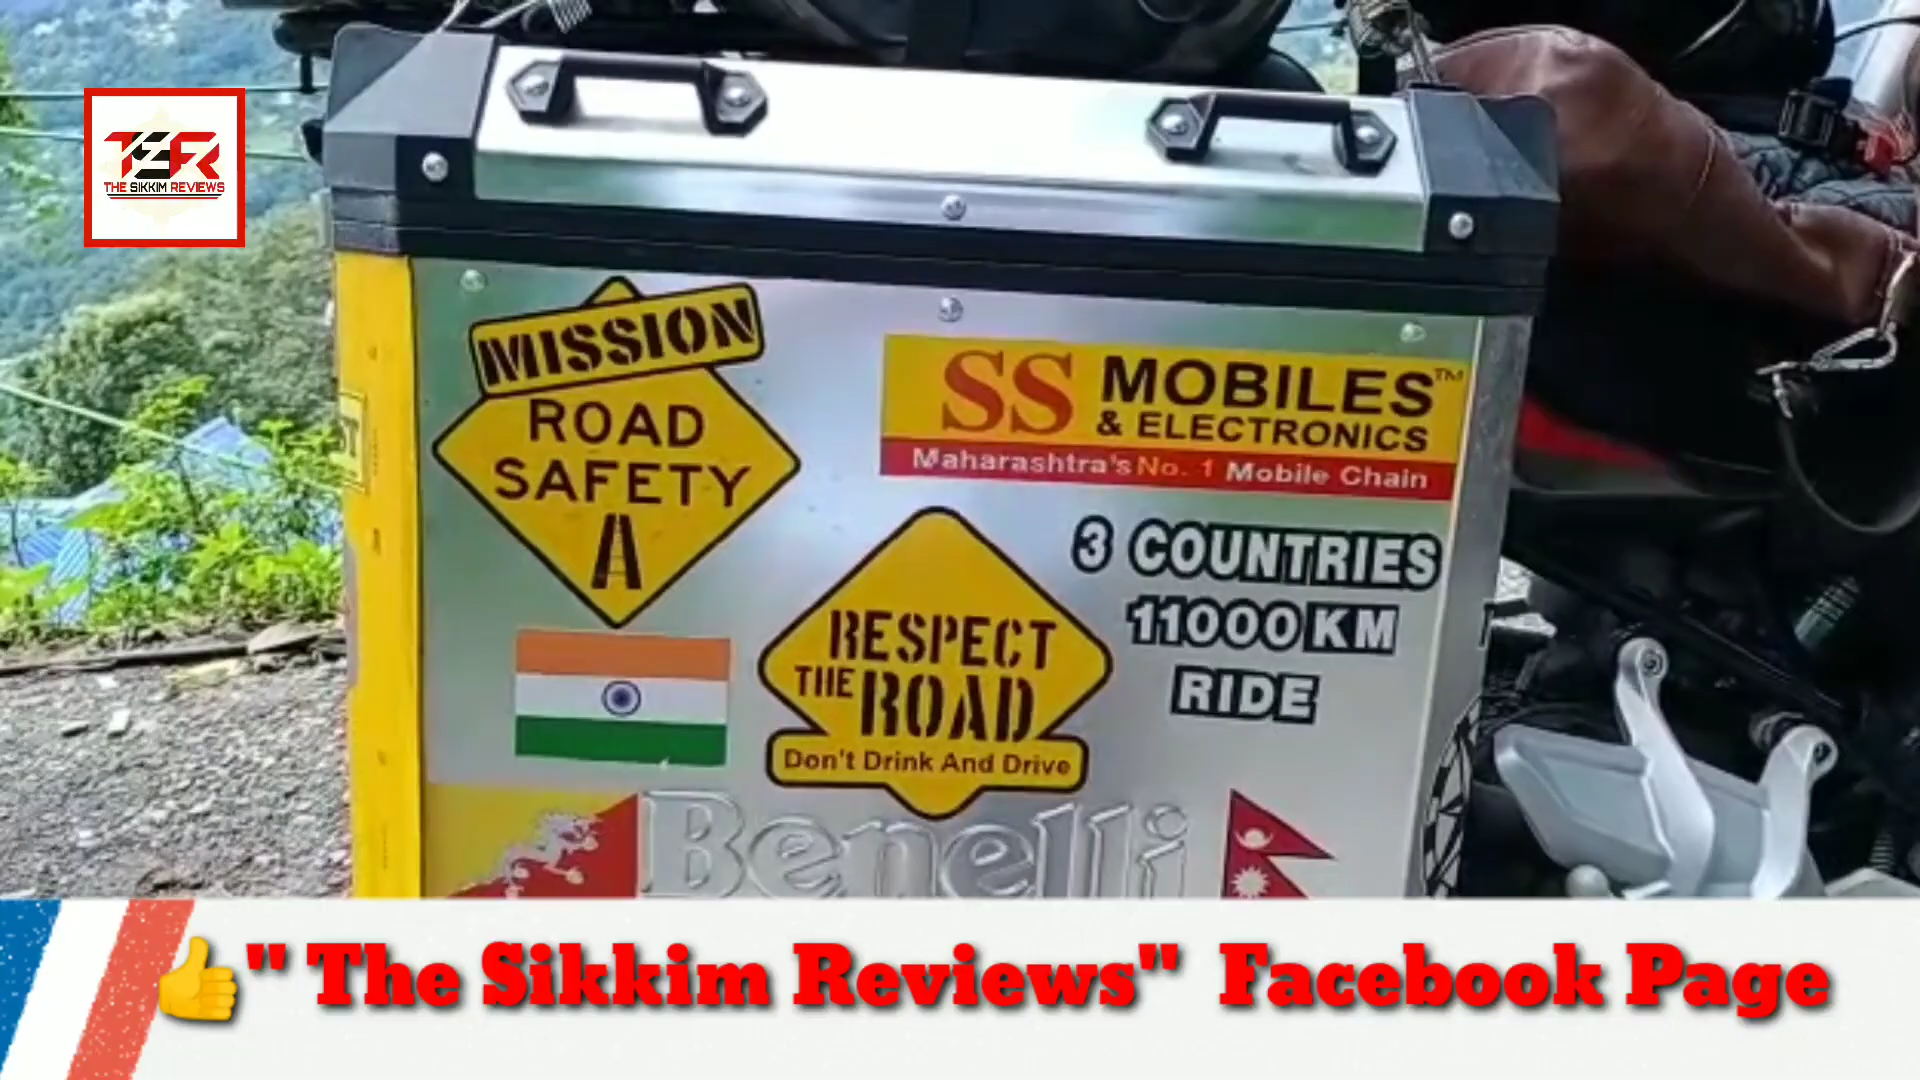 TSR
THE SIKKIM REVIEWS
MISSION
ROAD
SAFETY
SS MOBILES™
& ELECTRONICS
Maharashtra's No. 1 Mobile Chain
3 COUNTRIES
11000 KM
RIDE
RESPECT
THE ROAD
Don't Drink And Drive
Benelli
" The Sikkim Reviews" Facebook Page